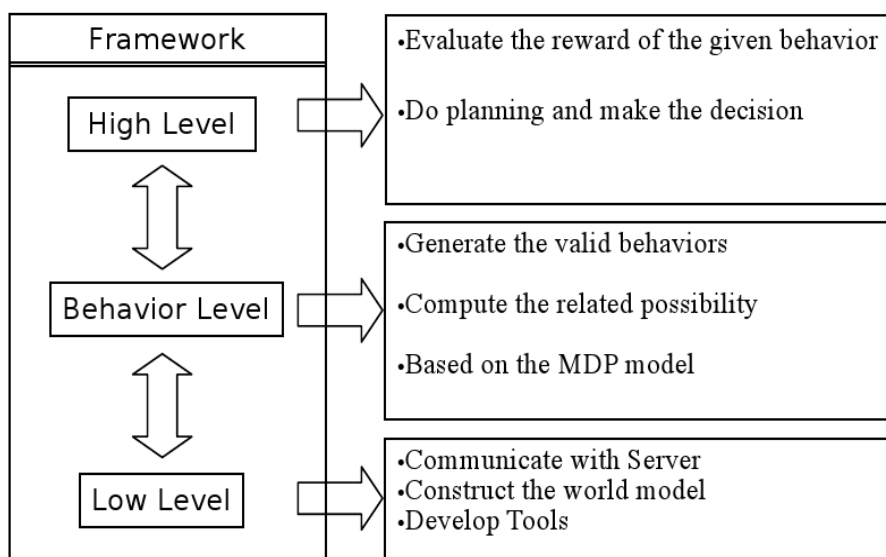 Framework
High Level
•Evaluate the reward of the given behavior
•Do planning and make the decision
Behavior Level
•Generate the valid behaviors
•Compute the related possibility
•Based on the MDP model
Low Level
•Communicate with Server
•Construct the world model
•Develop Tools